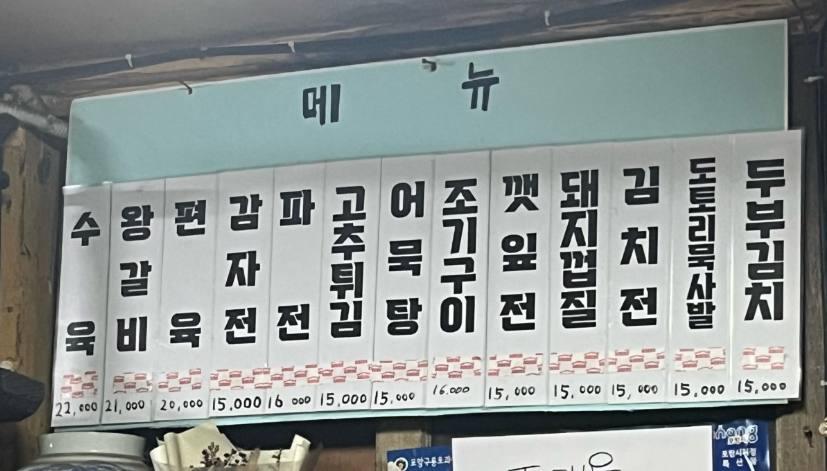 메뉴
수육 22,000
왕갈비 21,000
편육 20,000
감자전 15,000
파전 16,000
고추튀김 15,000
어묵탕 15,000
조기구이 16,000
깻잎전 15,000
돼지껍질 15,000
김치전 15,000
도토리묵사발 15,000
두부김치 15,000